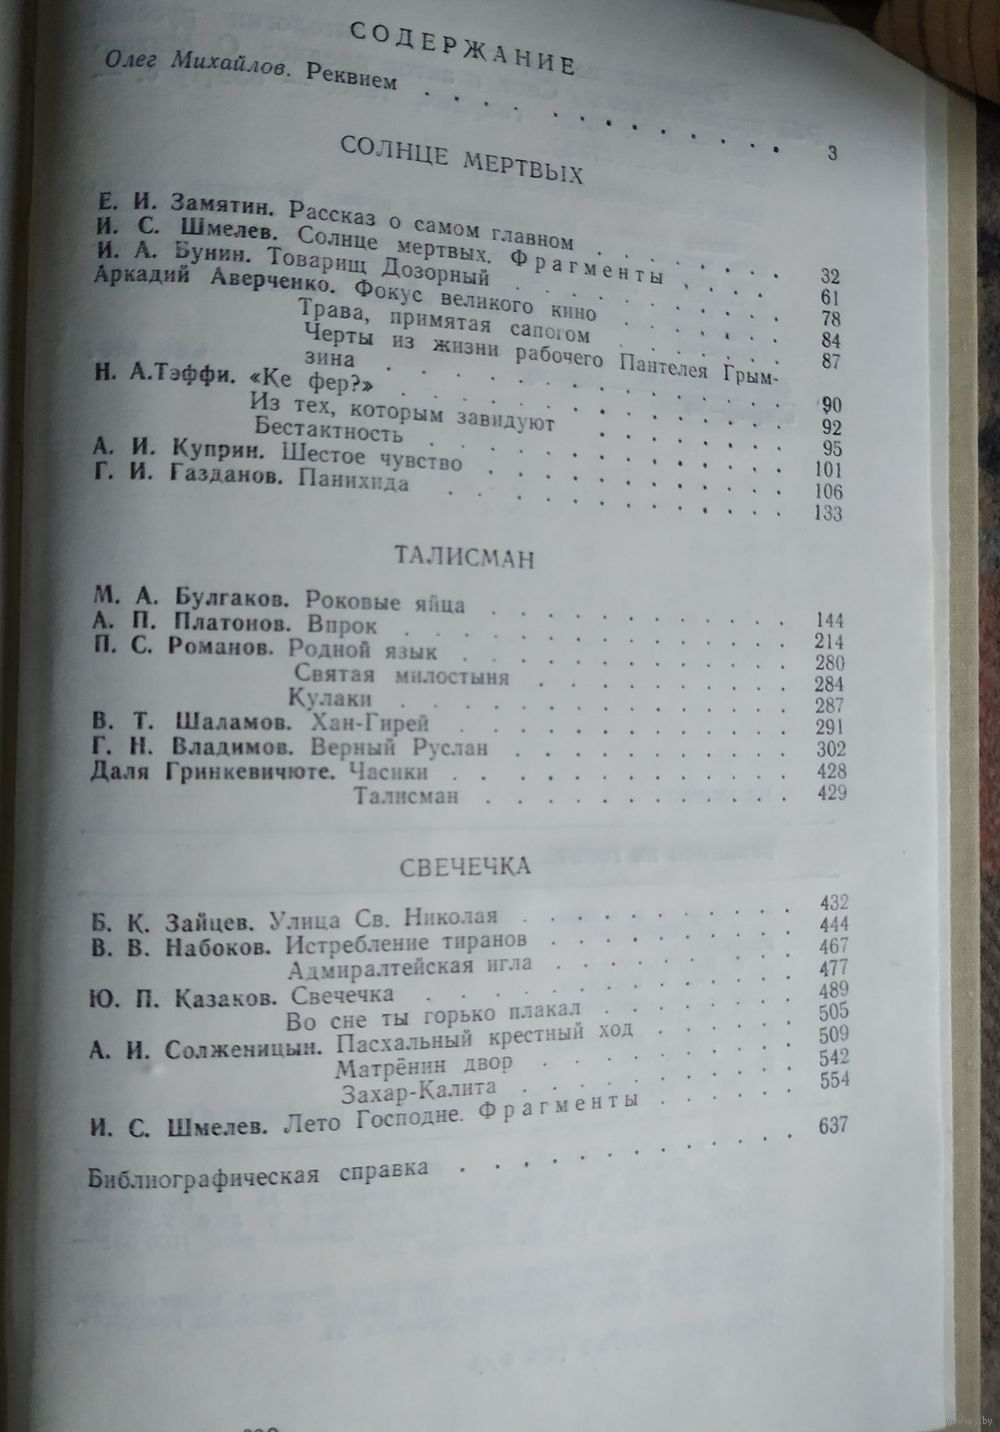 СОДЕРЖАНИЕ
Олег Михайлов. Реквием . . . . . . . . . . . . . 3
СОЛНЦЕ МЕРТВЫХ
Е. И. Замятин. Рассказ о самом главном . . . . . . . 32
И. С. Шмелев. Солнце мертвых. Фрагменты . . . . 61
И. А. Бунин. Товарищ Дозорный . . . . . . . . . 78
Аркадий Аверченко. Фокус великого кино . . . . . . 84
Трава, примятая сапогом . . . . . . 87
Черты из жизни рабочего Пантелея Грым-
зина . . . . . . . . . . . . 90
Н. А.Тэффи. «Ке фер?» . . . . . . . . . . . . 92
Из тех, которым завидуют . . . . . . . 95
Бестактность . . . . . . . . . . . 101
А. И. Куприн. Шестое чувство . . . . . . . . . . 106
Г. И. Газданов. Панихида . . . . . . . . . . . 133
ТАЛИСМАН
М. А. Булгаков. Роковые яйца . . . . . . . . . . 144
А. П. Платонов. Впрок . . . . . . . . . . . . 214
П. С. Романов. Родной язык . . . . . . . . . . . 280
Святая милостыня . . . . . . . . 284
Кулаки . . . . . . . . . . . . 287
В. Т. Шаламов. Хан-Гирей . . . . . . . . . . . 291
Г. Н. Владимов. Верный Руслан . . . . . . . . . 302
Даля Гринкевичюте. Часики . . . . . . . . . . . 428
Талисман . . . . . . . . . . 429
СВЕЧЕЧКА
Б. К. Зайцев. Улица Св. Николая . . . . . . . . . 432
В. В. Набоков. Истребление тиранов . . . . . . . . 444
Адмиралтейская игла . . . . . . . 467
Ю. П. Казаков. Свечечка . . . . . . . . . . . 477
Во сне ты горько плакал . . . . . . 489
А. И. Солженицын. Пасхальный крестный ход . . . . 505
Матрёнин двор . . . . . . . . 509
Захар-Калита . . . . . . . . 542
И. С. Шмелев. Лето Господне. Фрагменты . . . . . . 554
Библиографическая справка . . . . . . . . . . . 637